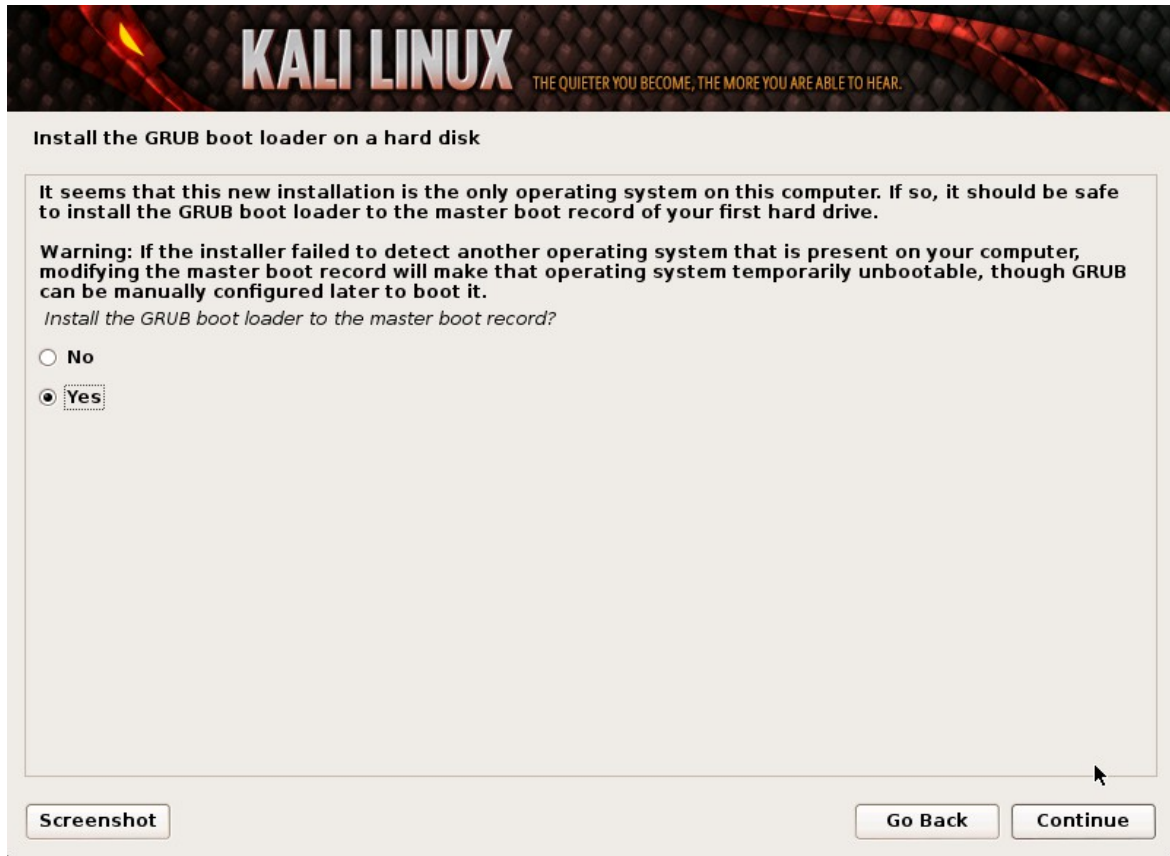 KALI LINUX THE QUIETER YOU BECOME, THE MORE YOU ARE ABLE TO HEAR.
Install the GRUB boot loader on a hard disk
It seems that this new installation is the only operating system on this computer. If so, it should be safe
to install the GRUB boot loader to the master boot record of your first hard drive.
Warning: If the installer failed to detect another operating system that is present on your computer,
modifying the master boot record will make that operating system temporarily unbootable, though GRUB
can be manually configured later to boot it.
Install the GRUB boot loader to the master boot record?
No
Yes
Screenshot Go Back Continue